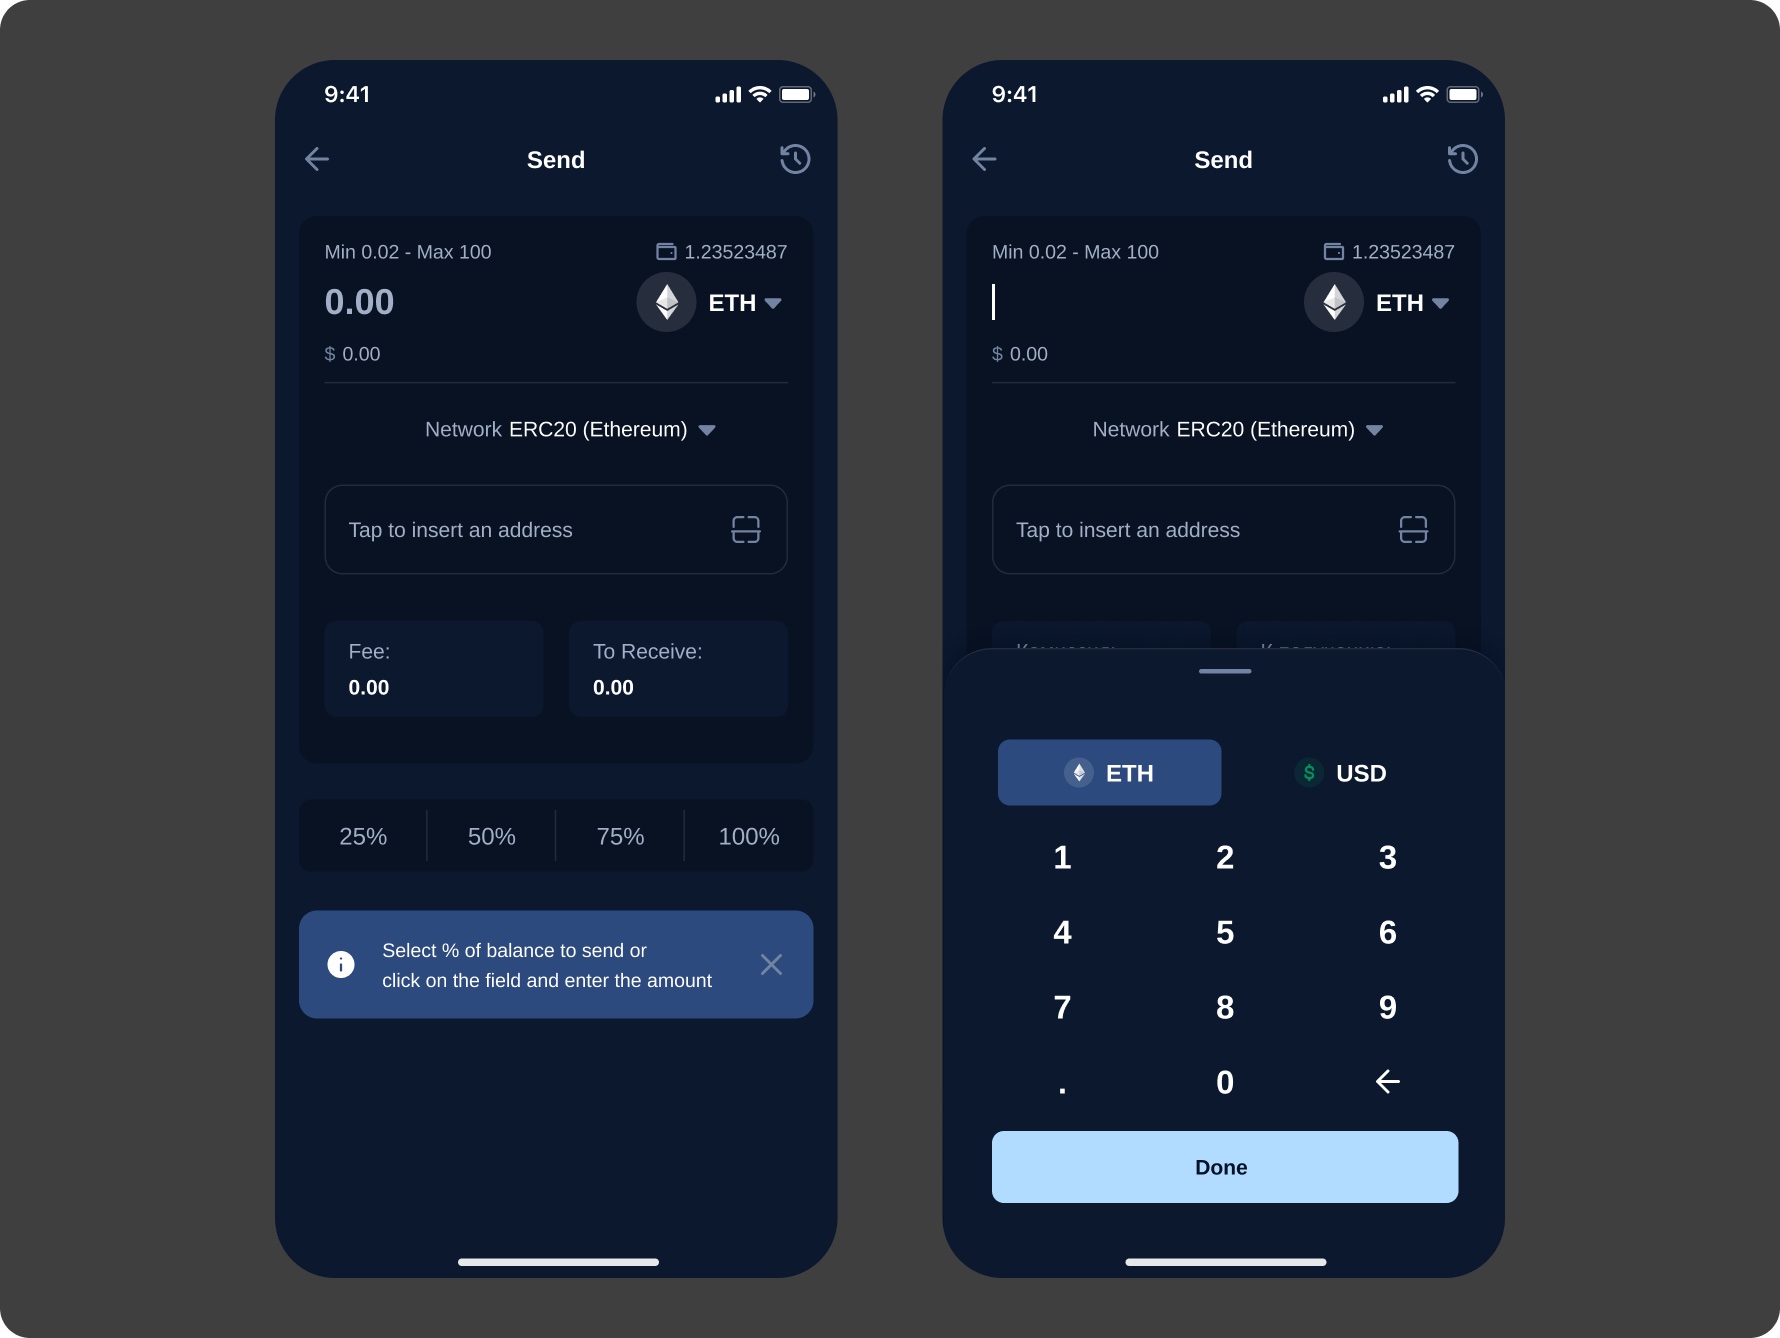 9:41
Send
Min 0.02 - Max 100
1.23523487
0.00
ETH
$ 0.00
Network ERC20 (Ethereum)
Tap to insert an address
Fee:
0.00
To Receive:
0.00
25%
50%
75%
100%
Select % of balance to send or
click on the field and enter the amount
9:41
Send
Min 0.02 - Max 100
1.23523487
ETH
$ 0.00
Network ERC20 (Ethereum)
Tap to insert an address
ETH
$ USD
1
2
3
4
5
6
7
8
9
.
0
Done